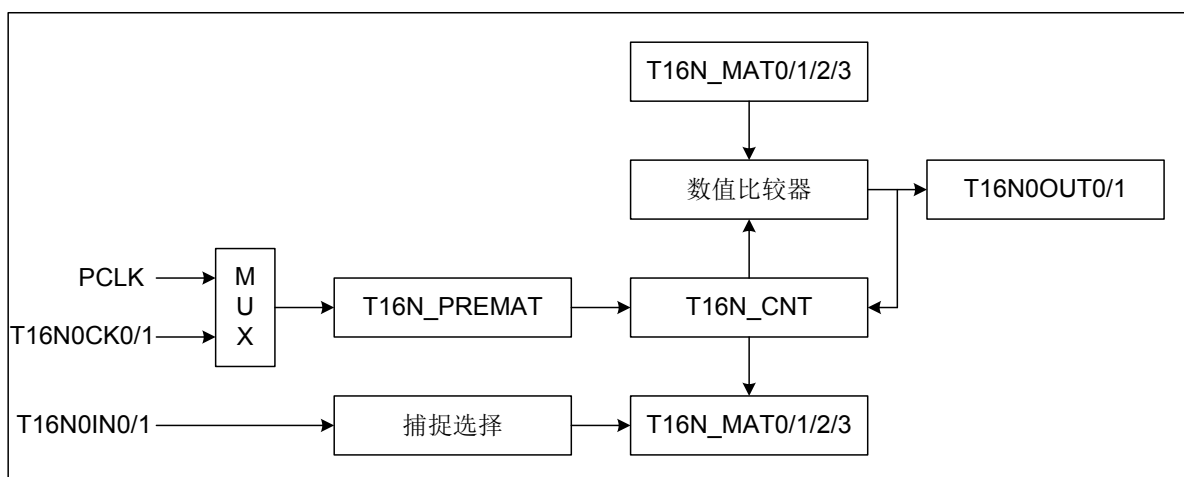 T16N_MAT0/1/2/3
数值比较器
T16N0OUT0/1
PCLK
M
U
X
T16N_PREMAT
T16N_CNT
T16N0CK0/1
T16N0IN0/1
捕捉选择
T16N_MAT0/1/2/3